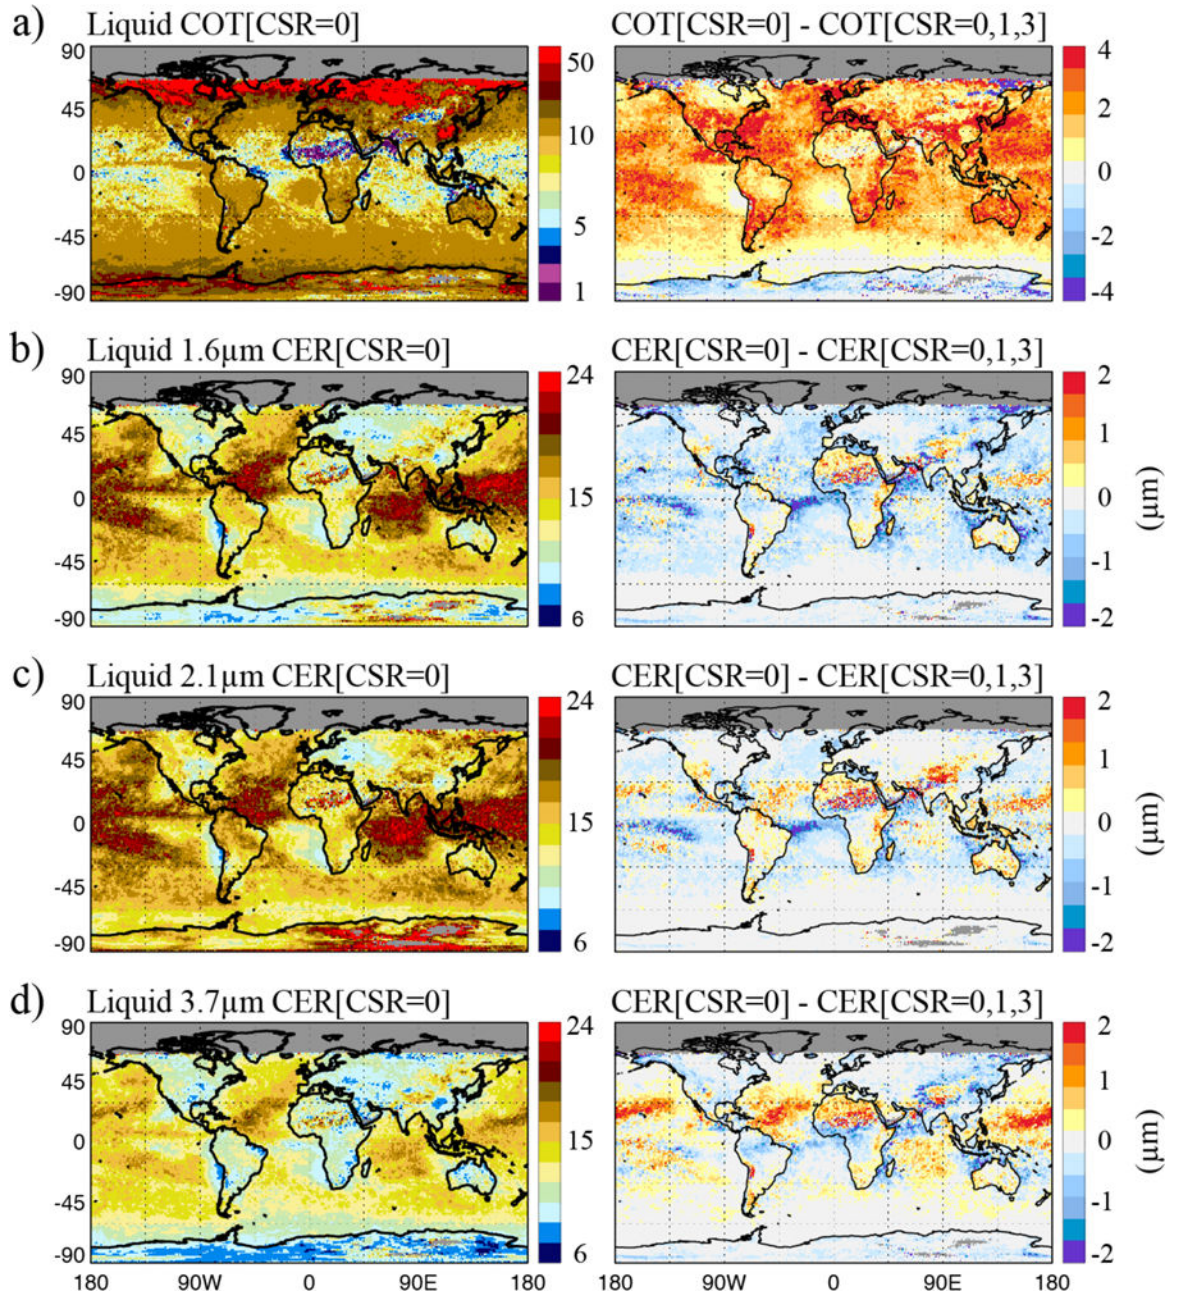 a) Liquid COT[CSR=0] COT[CSR=0] - COT[CSR=0,1,3]
90 50 4
45 2
10
0 0
5
-45 -2
-90 1 -4
b) Liquid 1.6µm CER[CSR=0] CER[CSR=0] - CER[CSR=0,1,3]
90 24 2
45 1
0 15 0 (µm)
-45 -1
-90 6 -2
c) Liquid 2.1µm CER[CSR=0] CER[CSR=0] - CER[CSR=0,1,3]
90 24 2
45 1
0 15 0 (µm)
-45 -1
-90 6 -2
d) Liquid 3.7µm CER[CSR=0] CER[CSR=0] - CER[CSR=0,1,3]
90 24 2
45 1
0 15 0 (µm)
-45 -1
-90 6 -2
180 90W 0 90E 180 180 90W 0 90E 180